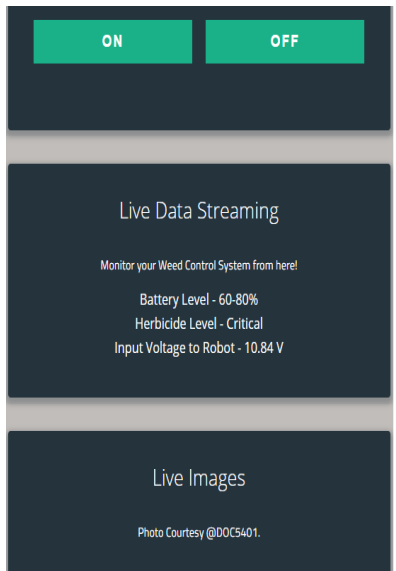 ON
OFF
Live Data Streaming
Monitor your Weed Control System from here!
Battery Level - 60-80%
Herbicide Level - Critical
Input Voltage to Robot - 10.84 V
Live Images
Photo Courtesy @DOC5401.